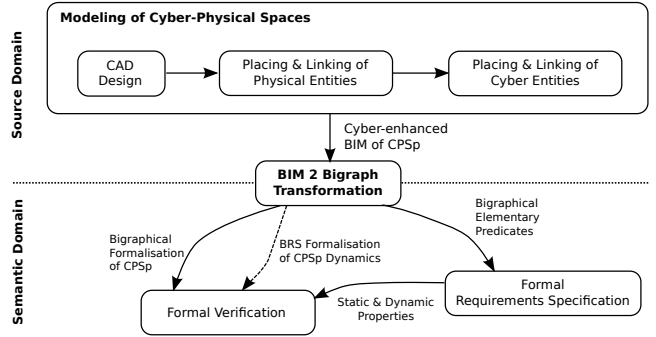 Modeling of Cyber-Physical Spaces
Source Domain
CAD
Design
Placing & Linking of
Physical Entities
Placing & Linking of
Cyber Entities
Cyber-enhanced
BIM of CPSp
BIM 2 Bigraph
Transformation
Semantic Domain
Bigraphical
Formalisation
of CPSp
BRS Formalisation
of CPSp Dynamics
Bigraphical
Elementary
Predicates
Formal Verification
Static & Dynamic
Properties
Formal
Requirements Specification